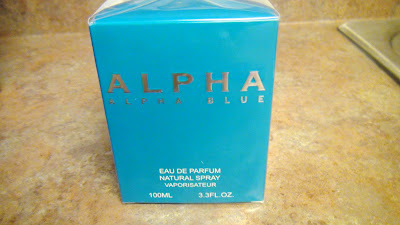 ALPHA
ALPHA BLUE
EAU DE PARFUM
NATURAL SPRAY
VAPORISATEUR
100ML 3.3FL.OZ.